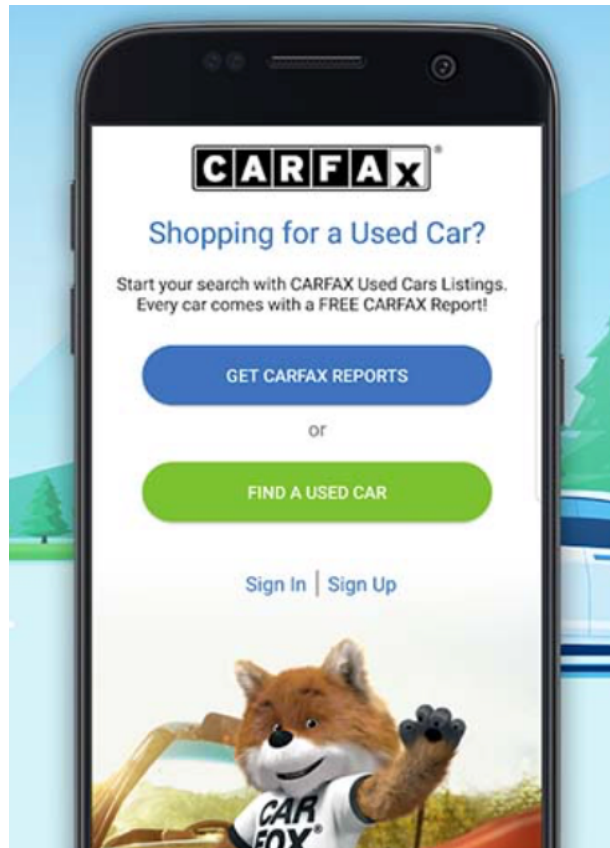 CARFAX®
Shopping for a Used Car?
Start your search with CARFAX Used Cars Listings.
Every car comes with a FREE CARFAX Report!
GET CARFAX REPORTS
or
FIND A USED CAR
Sign In | Sign Up
CAR
FOX®